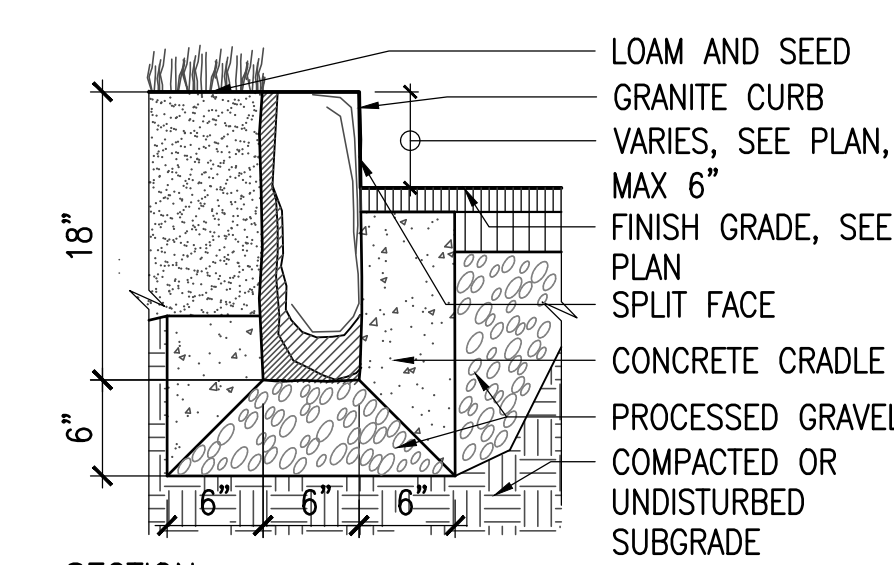 LOAM AND SEED
GRANITE CURB
VARIES, SEE PLAN,
MAX 6”
FINISH GRADE, SEE
PLAN
SPLIT FACE
CONCRETE CRADLE
PROCESSED GRAVEL
COMPACTED OR
UNDISTURBED
SUBGRADE
18”
6”
6” 6” 6”
SECTION